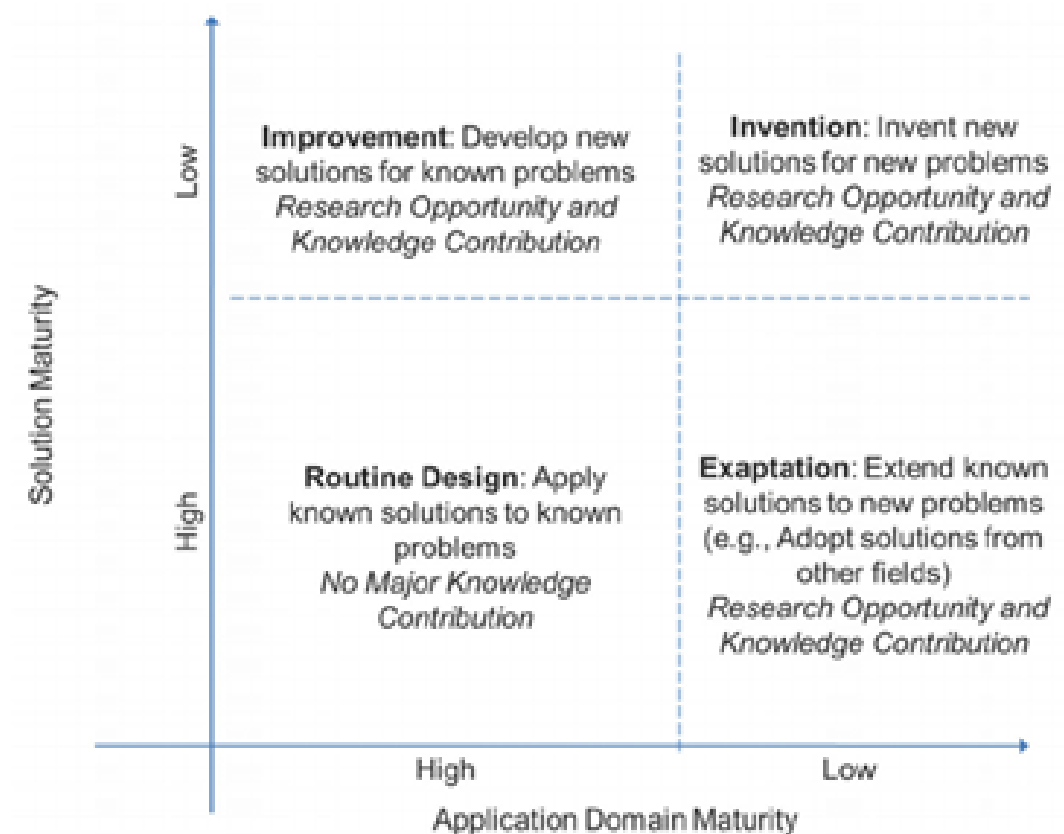 Improvement: Develop new
solutions for known problems
Research Opportunity and
Knowledge Contribution
Invention: Invent new
solutions for new problems
Research Opportunity and
Knowledge Contribution
Low
Solution Maturity
High
Routine Design: Apply
known solutions to known
problems
No Major Knowledge
Contribution
Exaptation: Extend known
solutions to new problems
(e.g., Adopt solutions from
other fields)
Research Opportunity and
Knowledge Contribution
High
Low
Application Domain Maturity